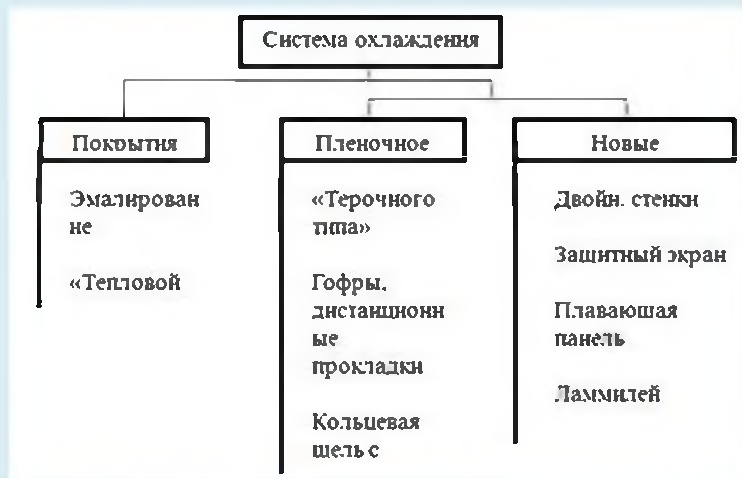 Система охлаждения
Покрытия
Эмалирован
не
«Тепловой
Пленочное
«Терочного
типа»
Гофры,
дистанционн
ые
прокладки
Кольцевая
щель с
Новые
Двойн. стенки
Защитный экран
Плавающая
панель
Ламмилей